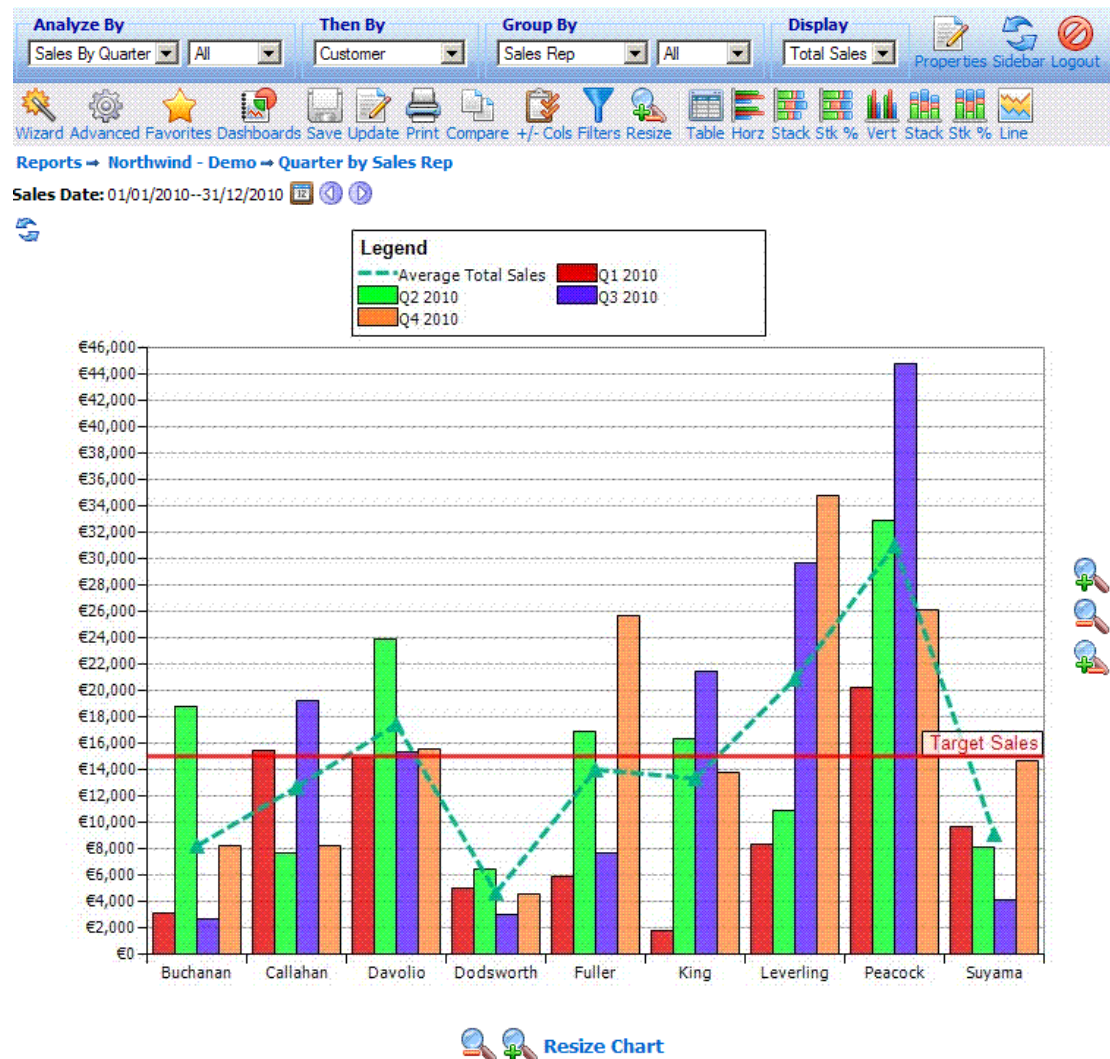 Analyze By Then By Group By Display
Sales By Quarter All Customer Sales Rep All Total Sales
Properties Sidebar Logout
Wizard Advanced Favorites Dashboards Save Update Print Compare +/- Cols Filters Resize Table Horz Stack Stk % Vert Stack Stk % Line
Reports → Northwind - Demo → Quarter by Sales Rep
Sales Date: 01/01/2010--31/12/2010 12
Legend
Average Total Sales Q1 2010
Q2 2010 Q3 2010
Q4 2010
€46,000
€44,000
€42,000
€40,000
€38,000
€36,000
€34,000
€32,000
€30,000
€28,000
€26,000
€24,000
€22,000
€20,000
€18,000
€16,000
Target Sales
€14,000
€12,000
€10,000
€8,000
€6,000
€4,000
€2,000
€0
Buchanan Callahan Davolio Dodsworth Fuller King Leverling Peacock Suyama
Resize Chart